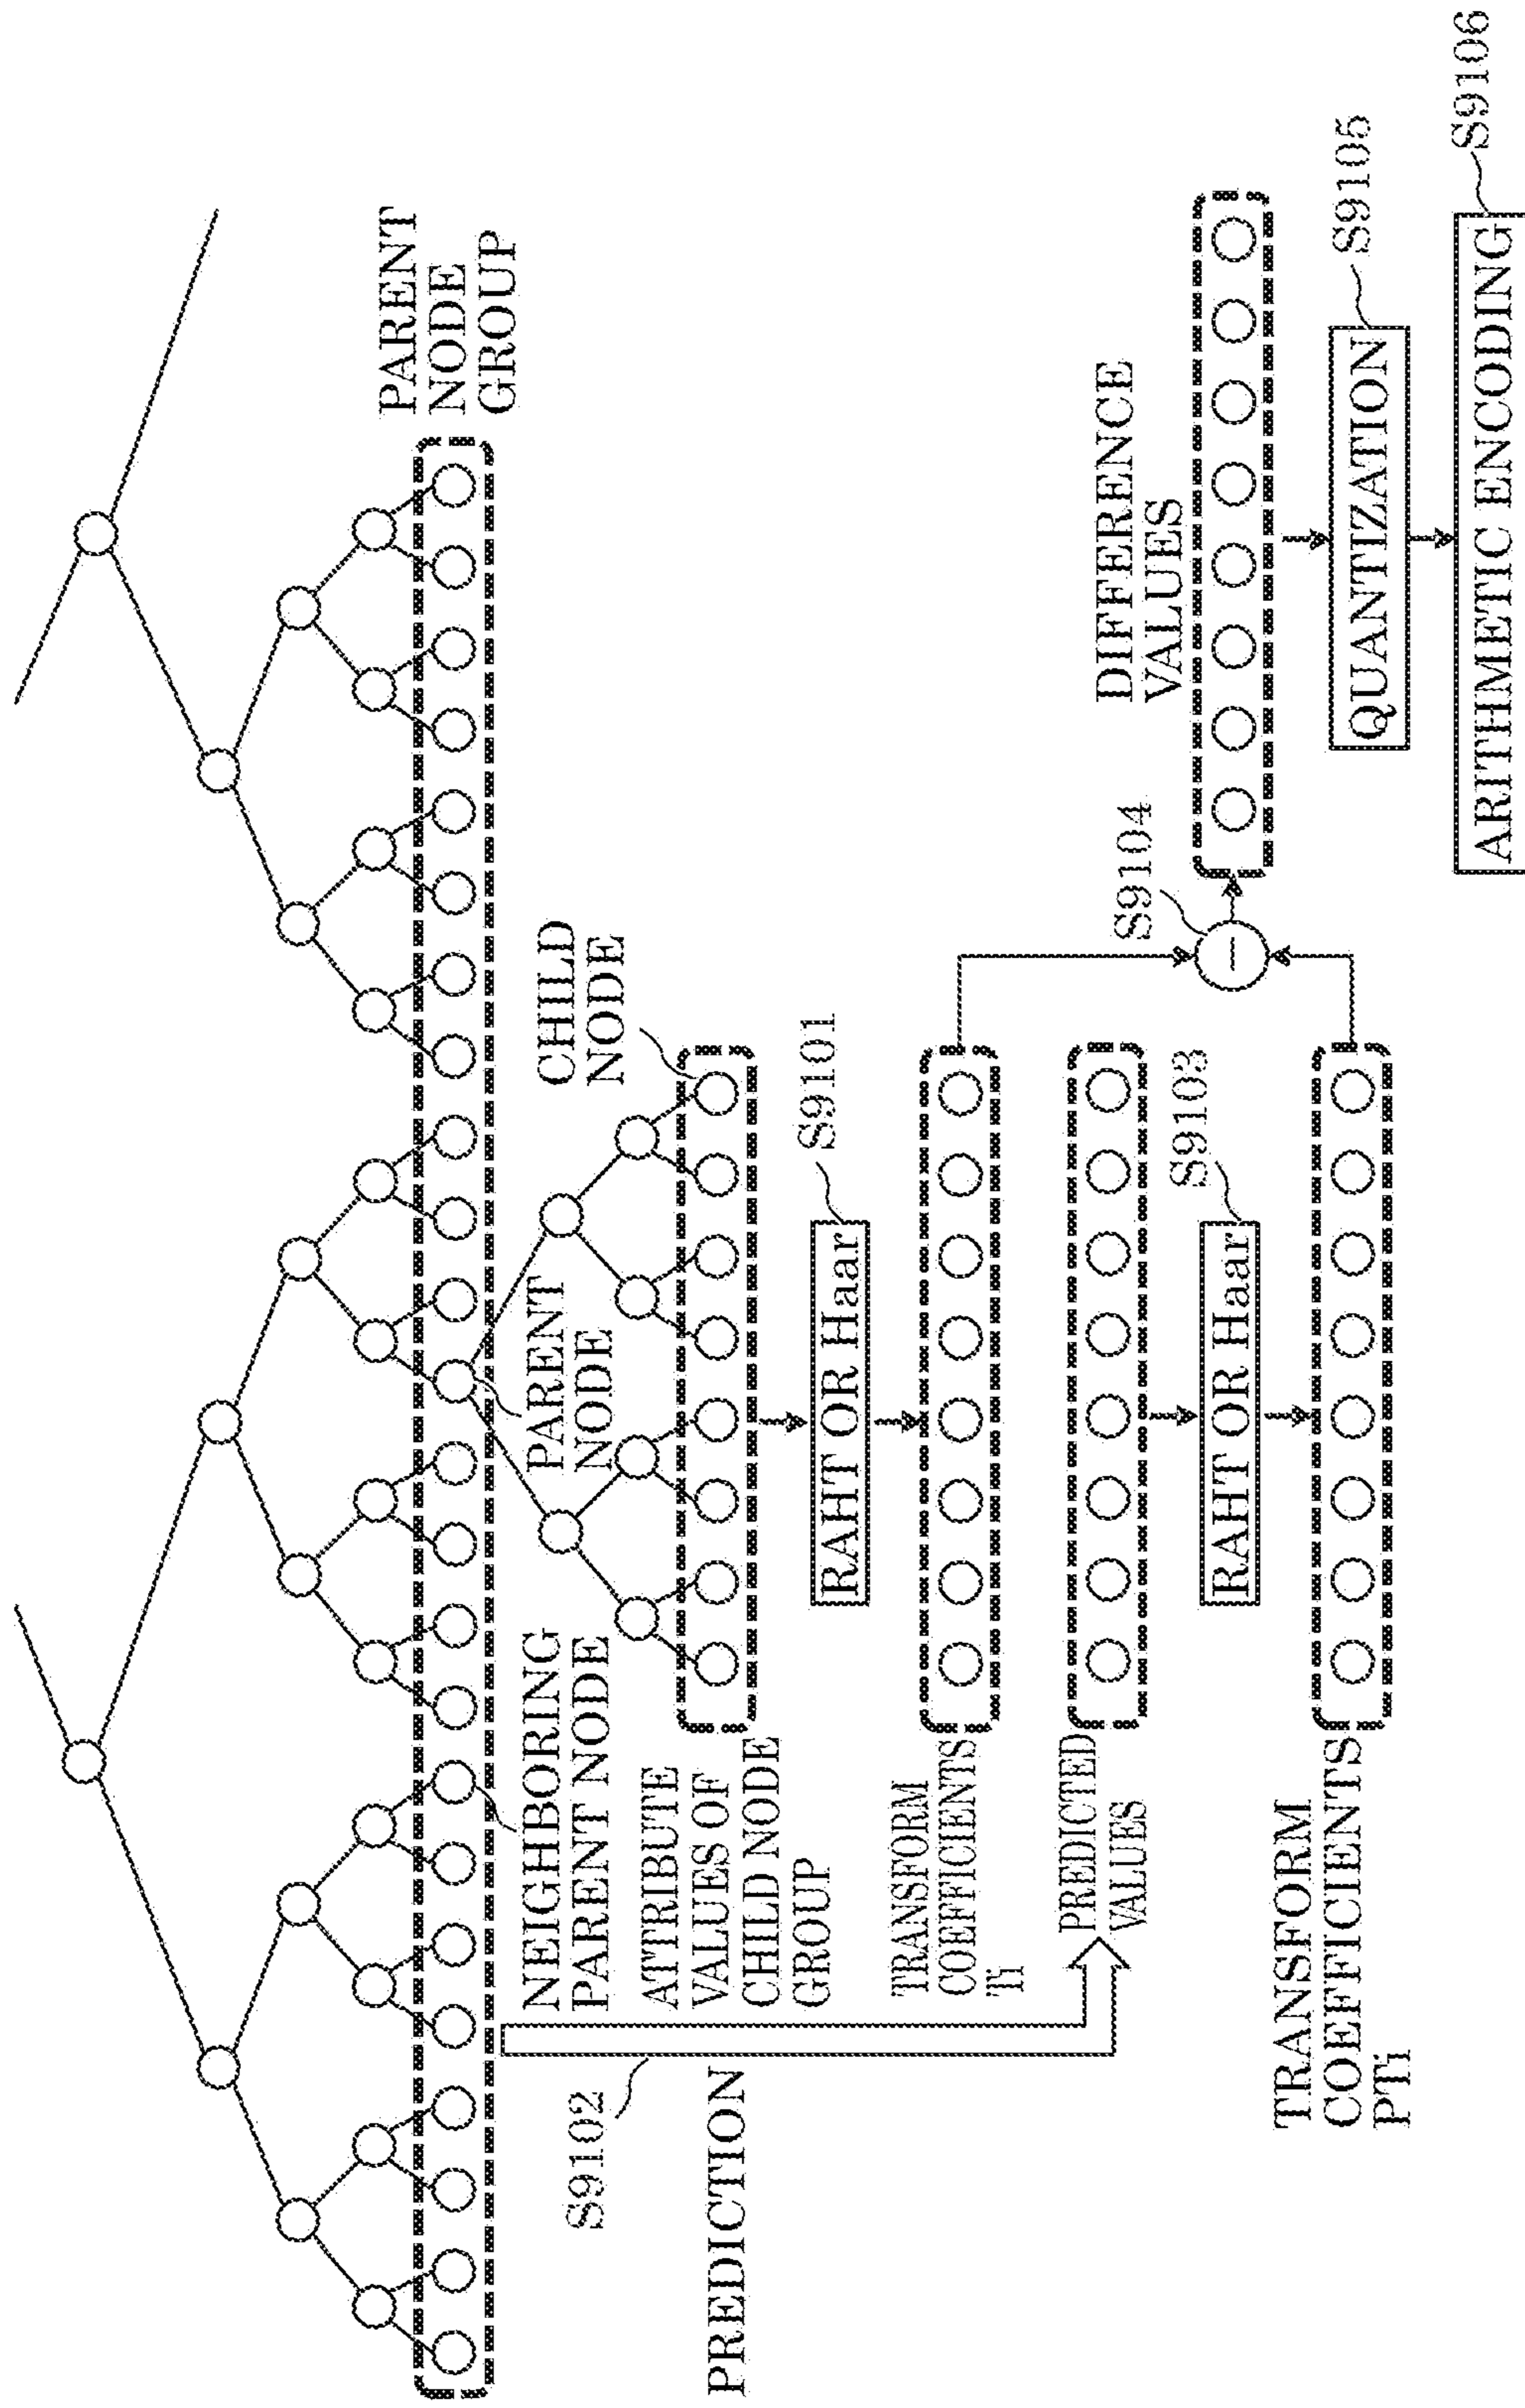 PARENT
NODE
GROUP
CHILD
NODE
PARENT
NODE
NEIGHBORING
PARENT NODE
ATTRIBUTE
VALUES OF
CHILD NODE
GROUP
RAHT OR Haar
S9101
TRANSFORM
COEFFICIENTS
Ti
S9102
PREDICTION
PREDICTED
VALUES
RAHT OR Haar
S9103
TRANSFORM
COEFFICIENTS
PTi
S9104
−
DIFFERENCE
VALUES
QUANTIZATION
S9105
ARITHMETIC ENCODING
S9106